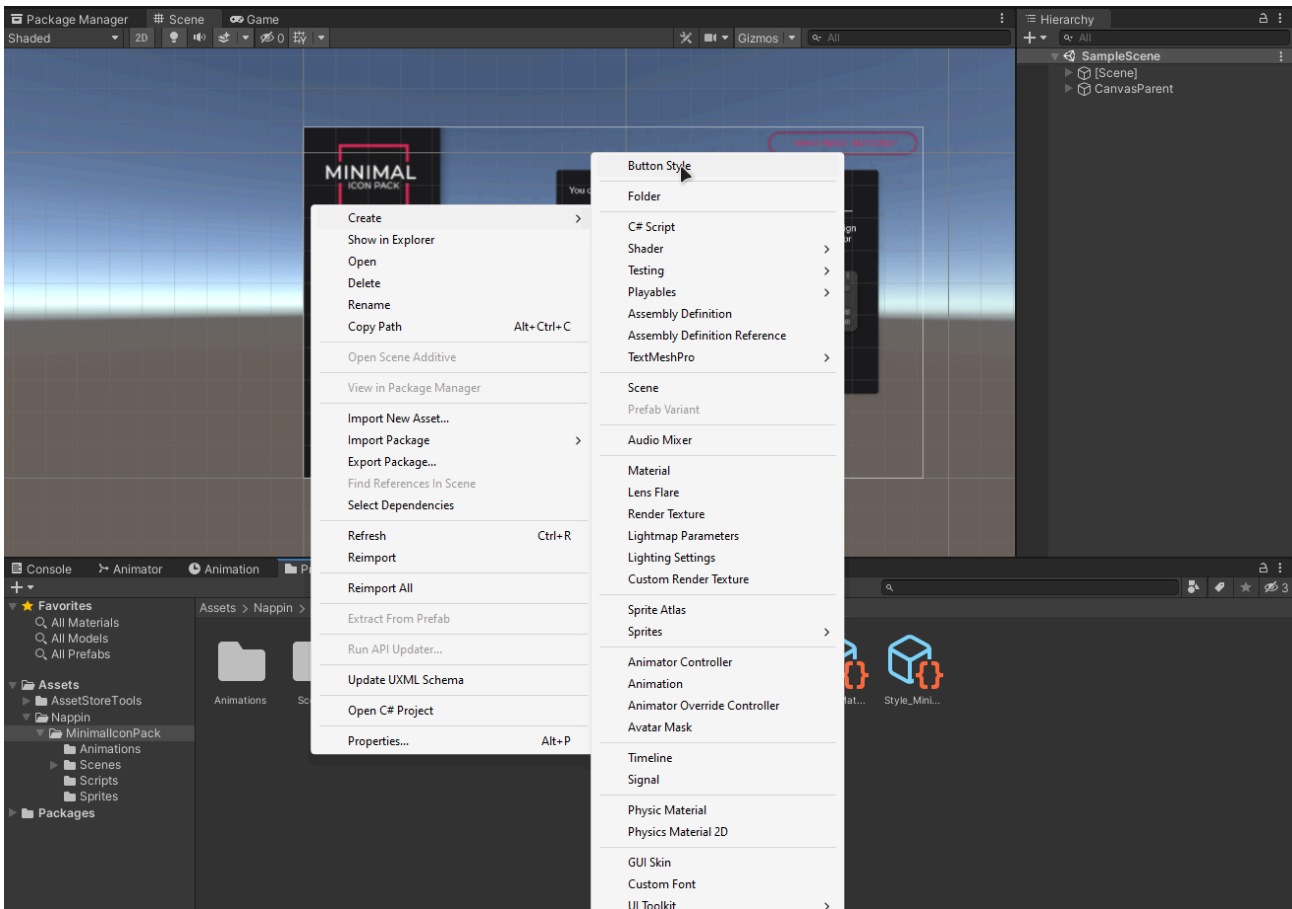 Package Manager
Scene
Game
Shaded
2D
0
Gizmos
All
Hierarchy
All
SampleScene
[Scene]
CanvasParent
MINIMAL
ICON PACK
You
Button Style
Folder
C# Script
Shader
Testing
Playables
Assembly Definition
Assembly Definition Reference
TextMeshPro
Scene
Prefab Variant
Audio Mixer
Material
Lens Flare
Render Texture
Lightmap Parameters
Lighting Settings
Custom Render Texture
Sprite Atlas
Sprites
Animator Controller
Animation
Animator Override Controller
Avatar Mask
Timeline
Signal
Physic Material
Physics Material 2D
GUI Skin
Custom Font
UI Toolkit
Create
Show in Explorer
Open
Delete
Rename
Copy Path Alt+Ctrl+C
Open Scene Additive
View in Package Manager
Import New Asset...
Import Package
Export Package...
Find References In Scene
Select Dependencies
Refresh Ctrl+R
Reimport
Reimport All
Extract From Prefab
Run API Updater...
Update UXML Schema
Open C# Project
Properties... Alt+P
Console
Animator
Animation
3
Favorites
All Materials
All Models
All Prefabs
Assets
AssetStoreTools
Nappin
MinimalIconPack
Animations
Scenes
Scripts
Sprites
Packages
Assets > Nappin >
Animations
Style_Mini...